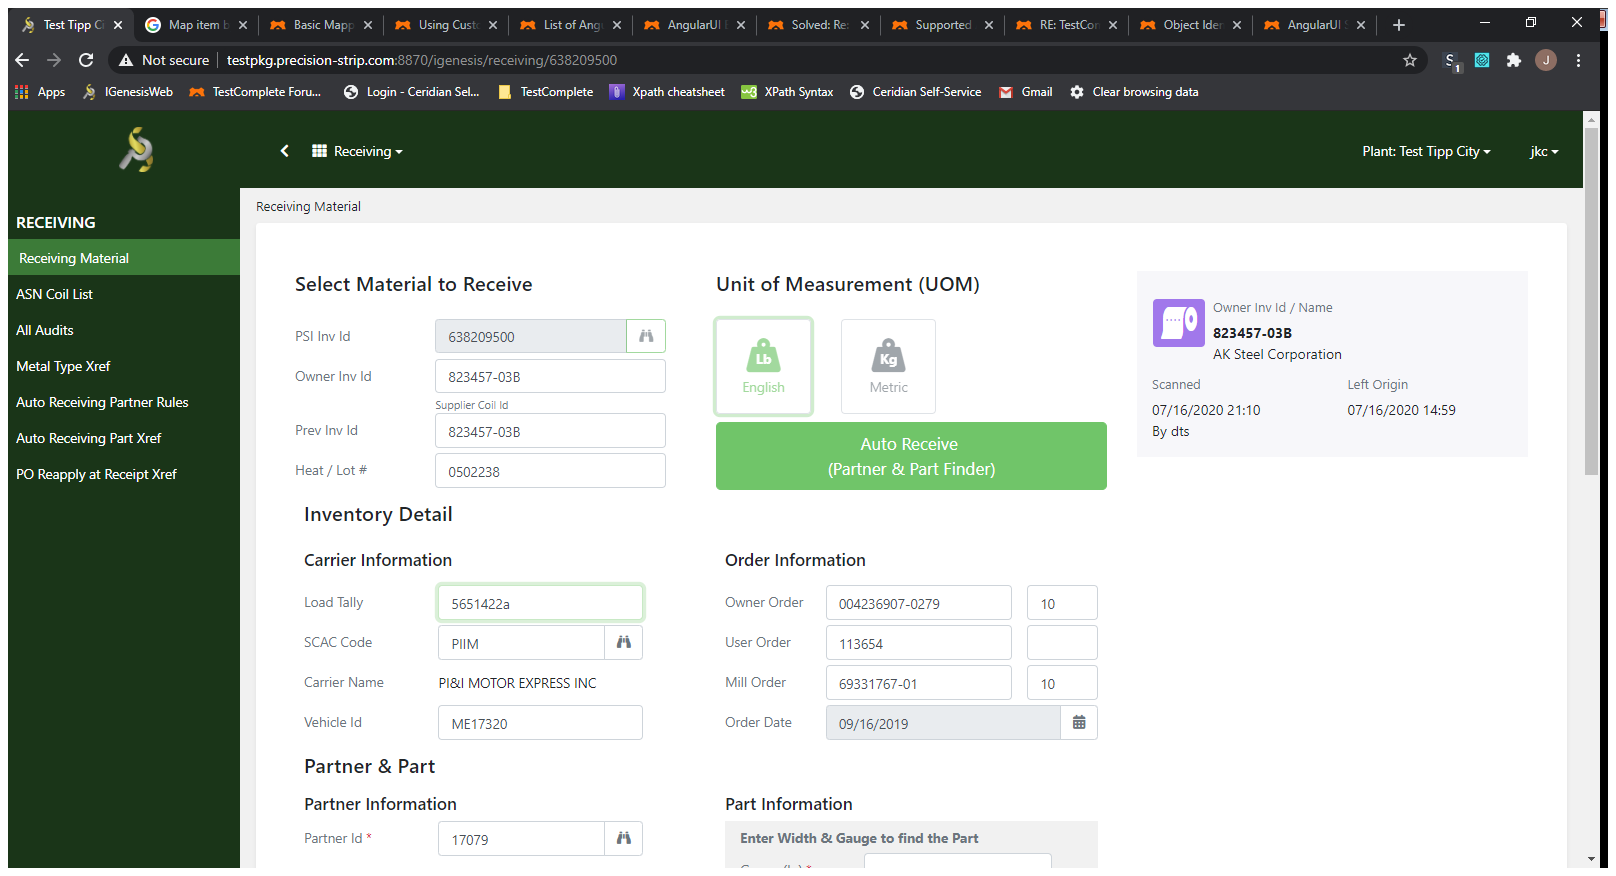 Test Tipp Ci
Map item b
Basic Mapp
Using Custo
List of Ang
AngularUI
Solved: Re:
Supported
RE: TestCon
Object Iden
AngularUI S
Not secure
testpkg.precision-strip.com:8870/igenesis/receiving/638209500
S
1
J
Apps
IGenesisWeb
TestComplete Foru...
Login - Ceridian Sel...
TestComplete
Xpath cheatsheet
XPath Syntax
Ceridian Self-Service
Gmail
Clear browsing data
Receiving
Plant: Test Tipp City
jkc
RECEIVING
Receiving Material
ASN Coil List
All Audits
Metal Type Xref
Auto Receiving Partner Rules
Auto Receiving Part Xref
PO Reapply at Receipt Xref
Receiving Material
Select Material to Receive
PSI Inv Id
638209500
Owner Inv Id
823457-03B
Supplier Coil Id
Prev Inv Id
823457-03B
Heat / Lot #
0502238
Unit of Measurement (UOM)
Lb
English
Kg
Metric
Auto Receive
(Partner & Part Finder)
Owner Inv Id / Name
823457-03B
AK Steel Corporation
Scanned
Left Origin
07/16/2020 21:10
07/16/2020 14:59
By dts
Inventory Detail
Carrier Information
Load Tally
5651422a
SCAC Code
PIIM
Carrier Name
PI&I MOTOR EXPRESS INC
Vehicle Id
ME17320
Order Information
Owner Order
004236907-0279
10
User Order
113654
Mill Order
69331767-01
10
Order Date
09/16/2019
Partner & Part
Partner Information
Partner Id *
17079
Part Information
Enter Width & Gauge to find the Part